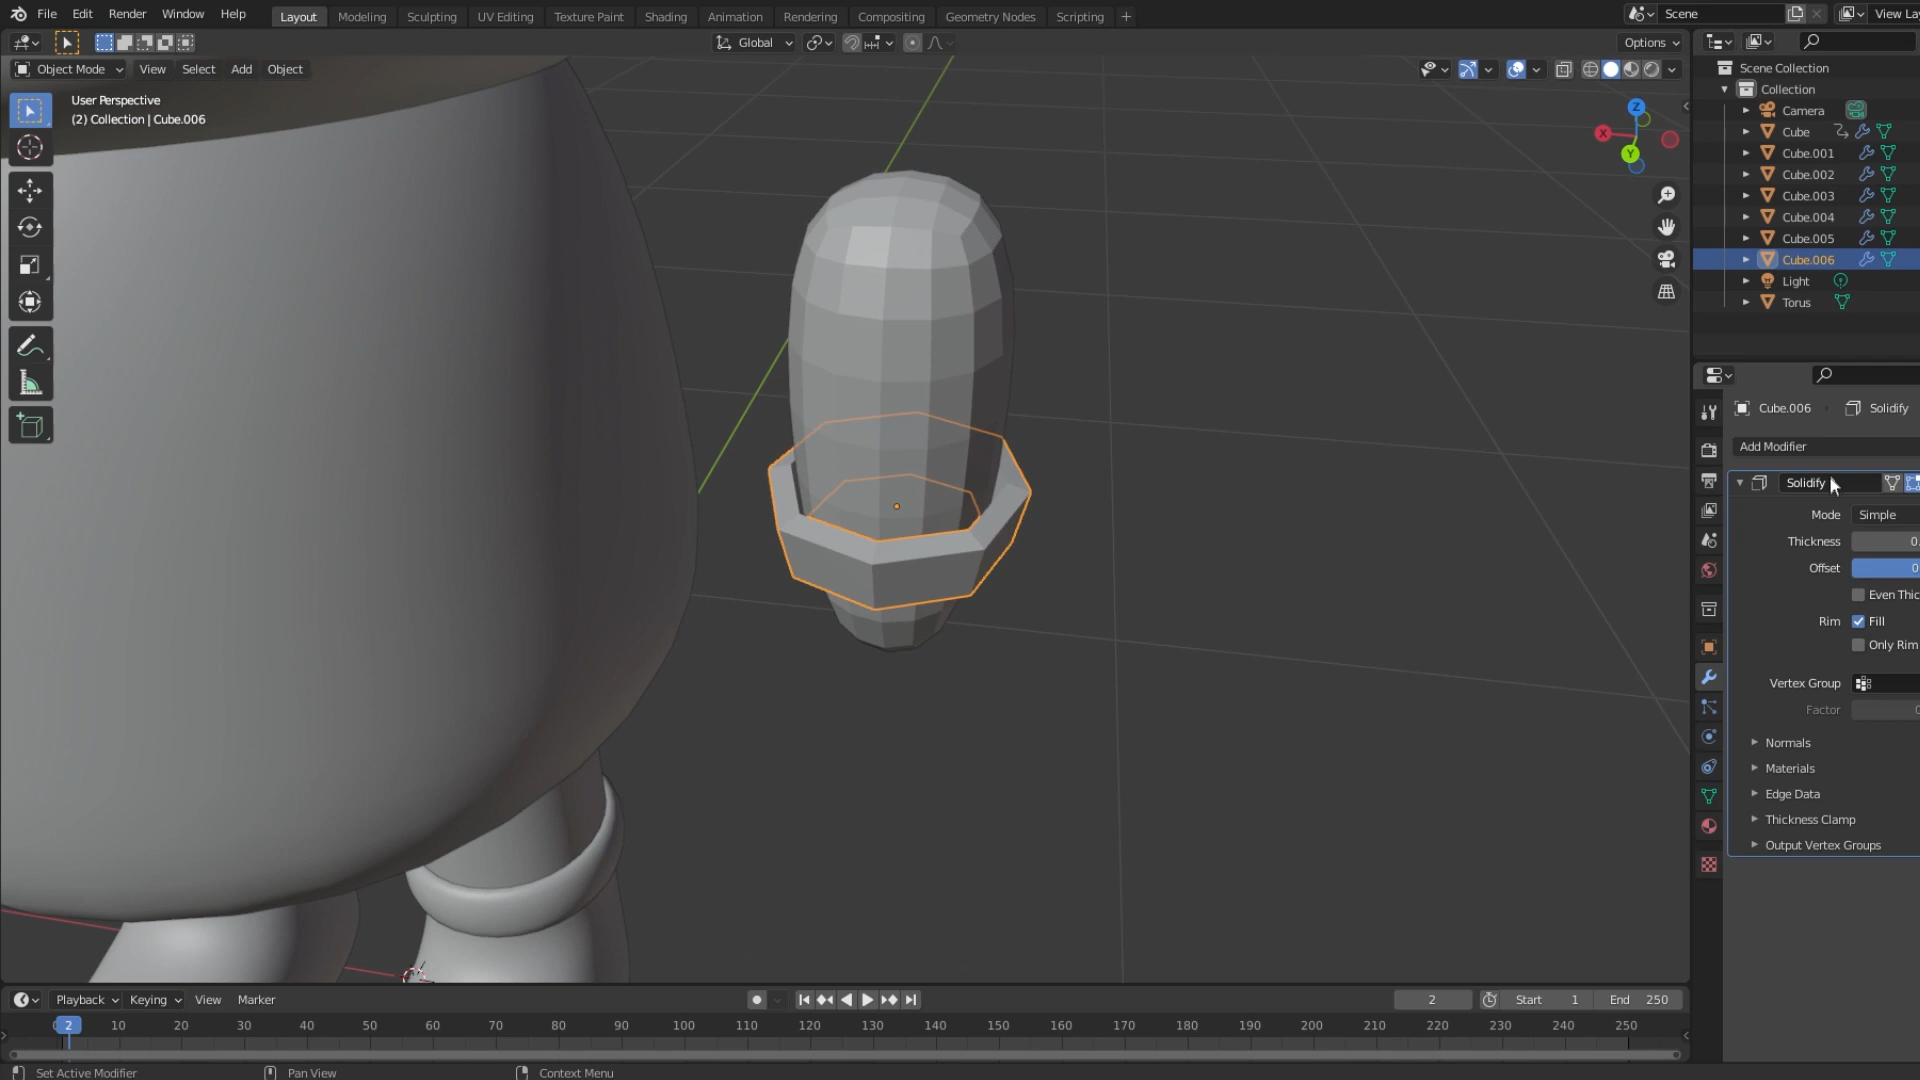 File Edit Render Window Help Layout Modeling Sculpting UV Editing Texture Paint Shading Animation Rendering Compositing Geometry Nodes Scripting + Scene View Lay
Global Options
Object Mode View Select Add Object
User Perspective
(2) Collection | Cube.006
Z
X
Y
Scene Collection
Collection
Camera
Cube
Cube.001
Cube.002
Cube.003
Cube.004
Cube.005
Cube.006
Light
Torus
Cube.006 Solidify
Add Modifier
Solidify
Mode Simple
Thickness 0.
Offset 0
Even Thic
Rim Fill
Only Rim
Vertex Group
Factor 0
Normals
Materials
Edge Data
Thickness Clamp
Output Vertex Groups
Playback Keying View Marker 2 Start 1 End 250
2 10 20 30 40 50 60 70 80 90 100 110 120 130 140 150 160 170 180 190 200 210 220 230 240 250
Set Active Modifier Pan View Context Menu